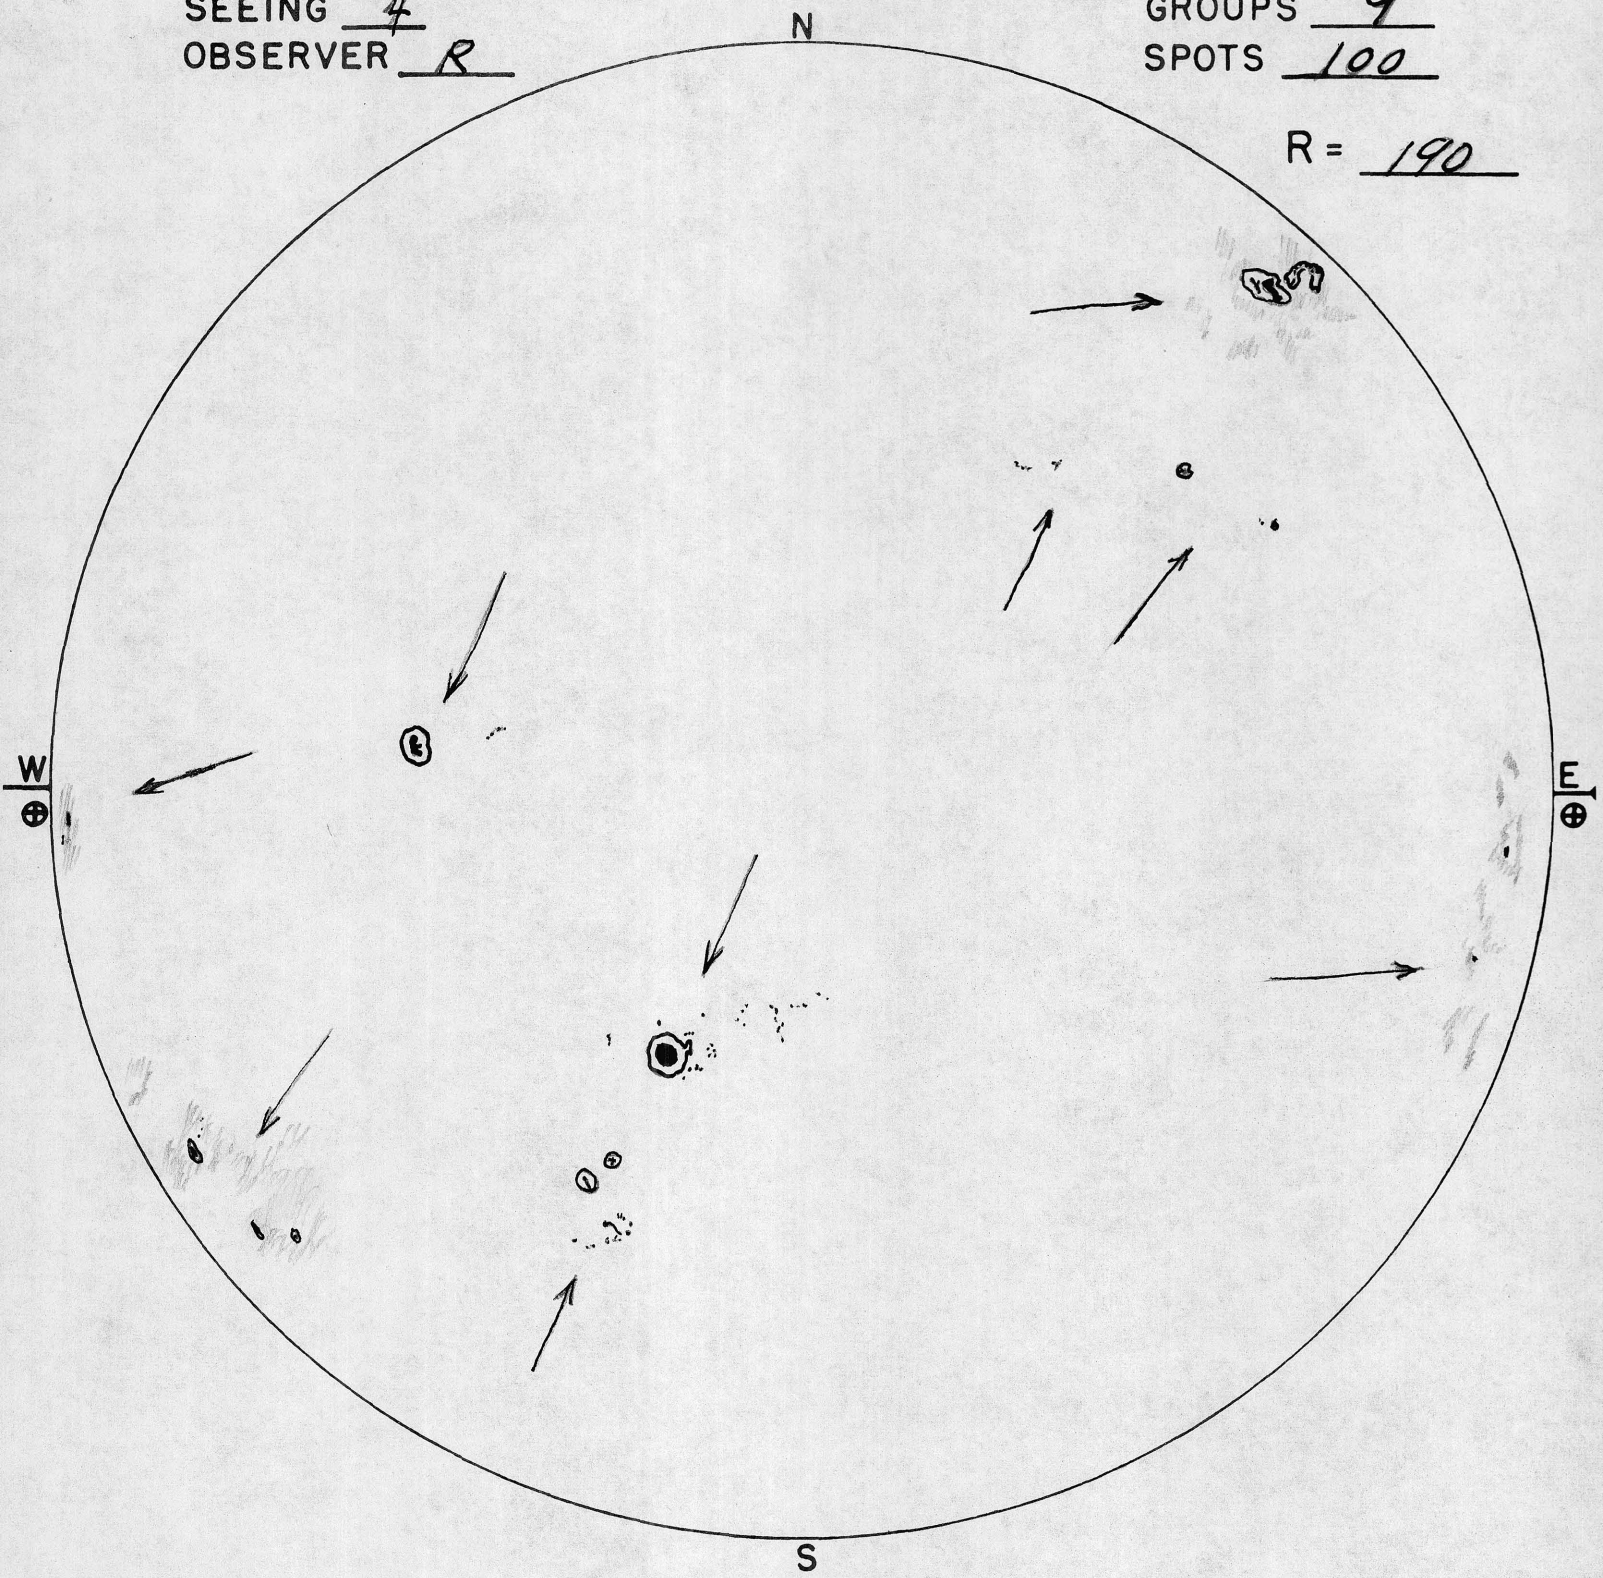 SEEING 4
GROUPS 9
OBSERVER R
SPOTS 100
R = 190
N
W
E
S